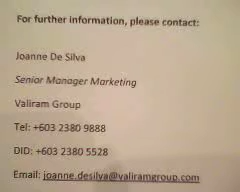 For further information, please contact:
Joanne De Silva
Senior Manager Marketing
Valiram Group
Tel: +603 2380 9888
DID: +603 2380 5528
Email: joanne.desilva@valiramgroup.com